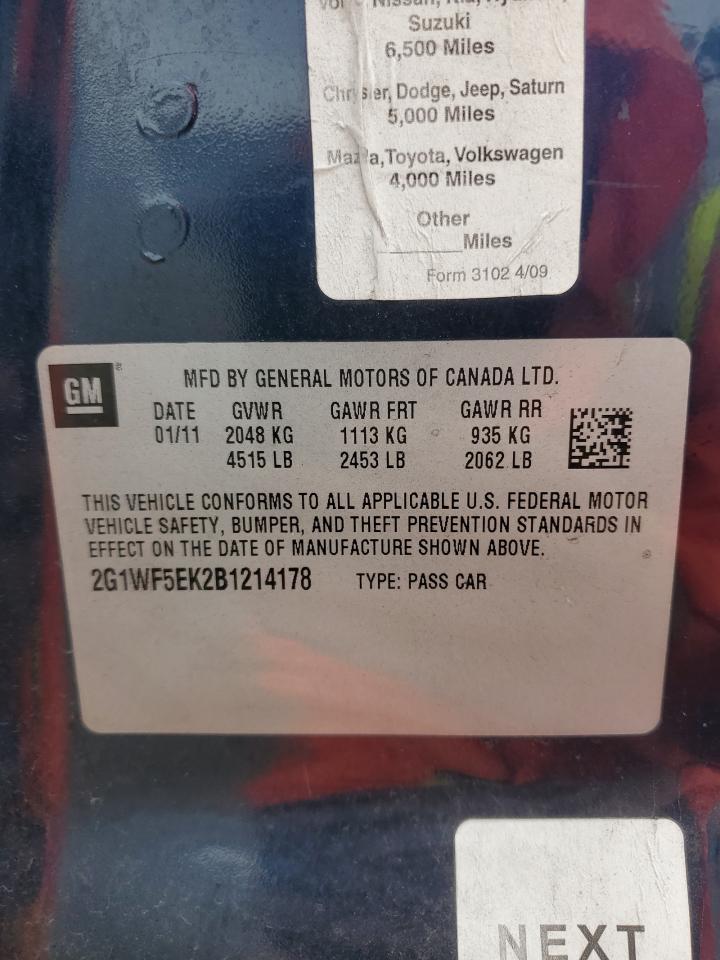 Suzuki
6,500 Miles
Dodge, Jeep, Saturn
5,000 Miles
Toyota, Volkswagen
4,000 Miles
Other
______Miles
Form 3102 4/09
GM
®
MFD BY GENERAL MOTORS OF CANADA LTD.
DATE GVWR GAWR FRT GAWR RR
01/11 2048 KG 1113 KG 935 KG
4515 LB 2453 LB 2062 LB
THIS VEHICLE CONFORMS TO ALL APPLICABLE U.S. FEDERAL MOTOR
VEHICLE SAFETY, BUMPER, AND THEFT PREVENTION STANDARDS IN
EFFECT ON THE DATE OF MANUFACTURE SHOWN ABOVE.
2G1WF5EK2B1214178 TYPE: PASS CAR
NEXT